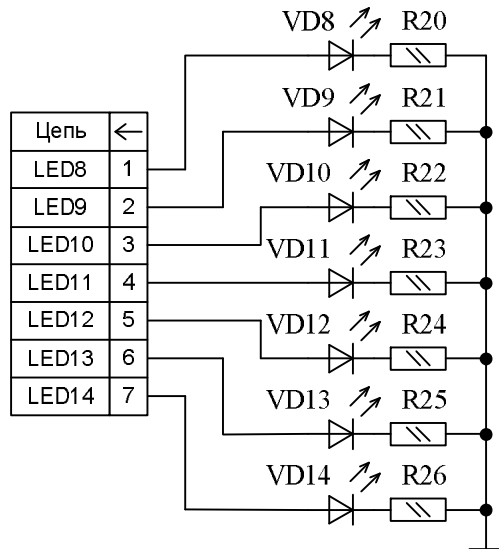 VD8 R20
VD9 R21
Цепь ←
LED8 1
VD10 R22
LED9 2
LED10 3
VD11 R23
LED11 4
LED12 5
VD12 R24
LED13 6
VD13 R25
LED14 7
VD14 R26